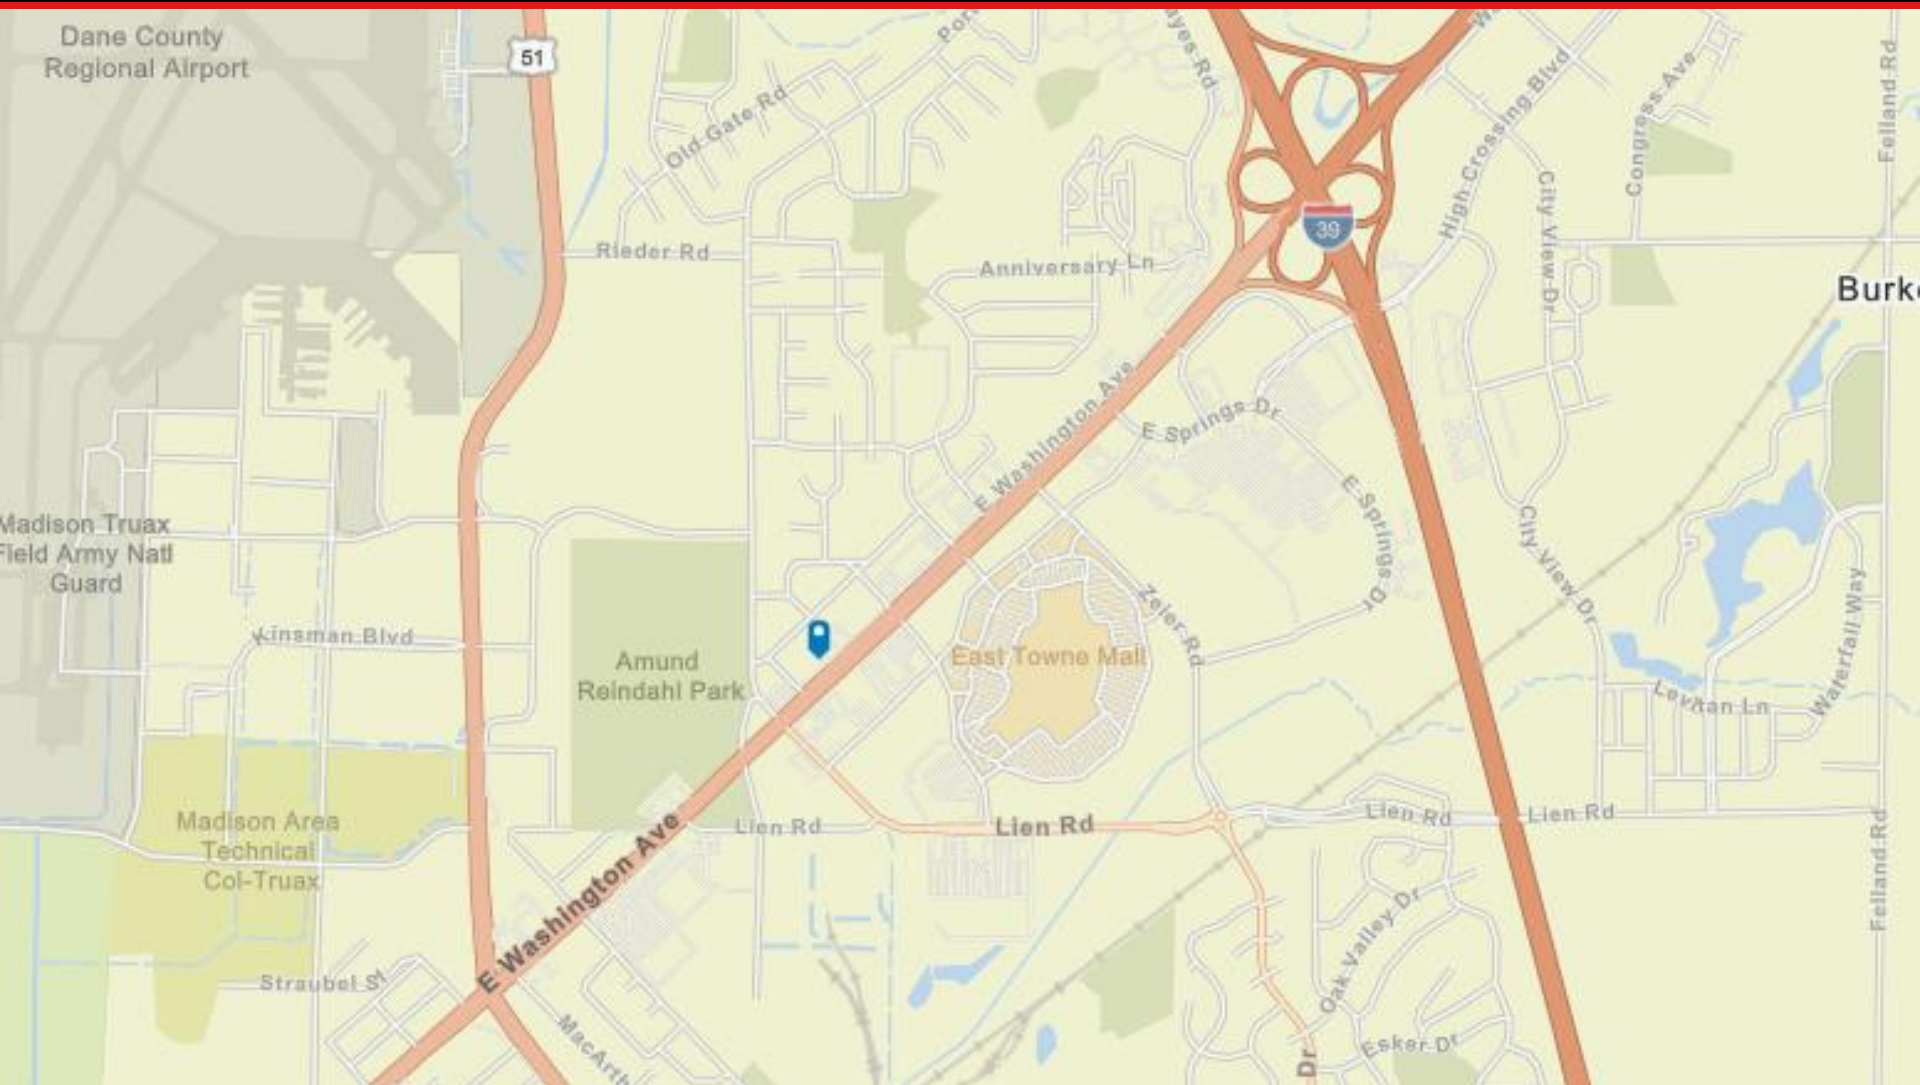 Dane County
Regional Airport
51
Old Gate Rd
Rieder Rd
Anniversary Ln
39
High Crossing Blvd
Congress Ave
Felland Rd
City View Dr
E Washington Ave
E Springs Dr
E Springs Dr
City View Dr
Madison Truax
Field Army Natl
Guard
Kinsman Blvd
Amund
Reindahl Park
East Towne Mall
Zeier Rd
Levitan Ln
Waterfall Way
Madison Area
Technical
Col-Truax
E Washington Ave
Lien Rd
Lien Rd
Lien Rd
Lien Rd
Felland Rd
Straubel St
Oak Valley Dr
Esker Dr
Dr